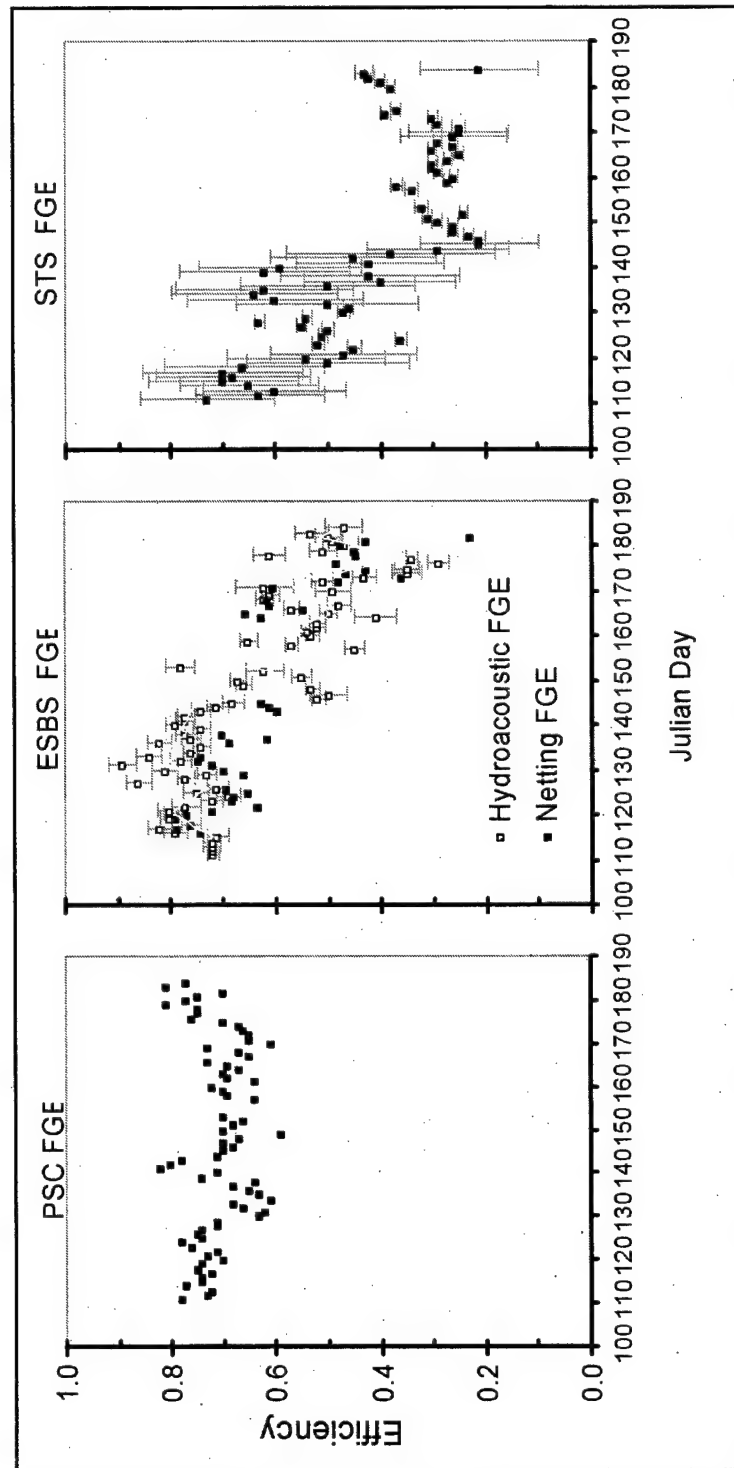 PSC FGE
ESBS FGE
STS FGE
Efficiency
1.0
0.8
0.6
0.4
0.2
0.0
100 110 120 130 140 150 160 170 180 190
100 110 120 130 140 150 160 170 180 190
100 110 120 130 140 150 160 170 180 190
Hydroacoustic FGE
Netting FGE
Julian Day